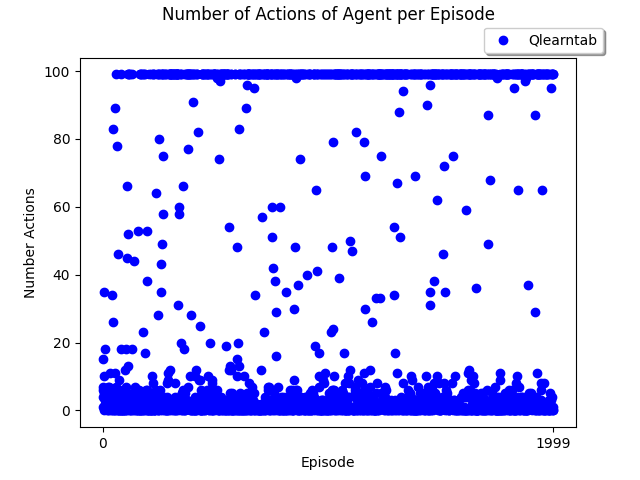 Number of Actions of Agent per Episode
Qlearntab
100
80
60
40
20
0
Number Actions
0
1999
Episode